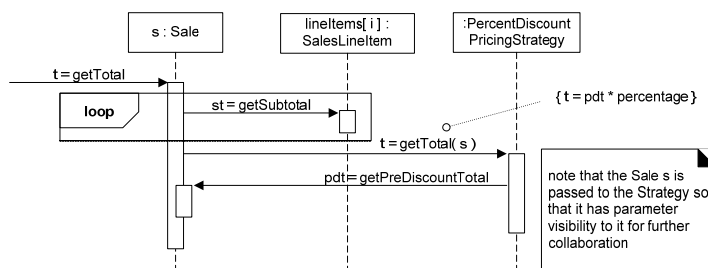 s : Sale
lineItems[ i ] :
SalesLineItem
:PercentDiscount
PricingStrategy
t = getTotal
loop
st = getSubtotal
{ t = pdt * percentage }
t = getTotal( s )
pdt = getPreDiscountTotal
note that the Sale s is
passed to the Strategy so
that it has parameter
visibility to it for further
collaboration